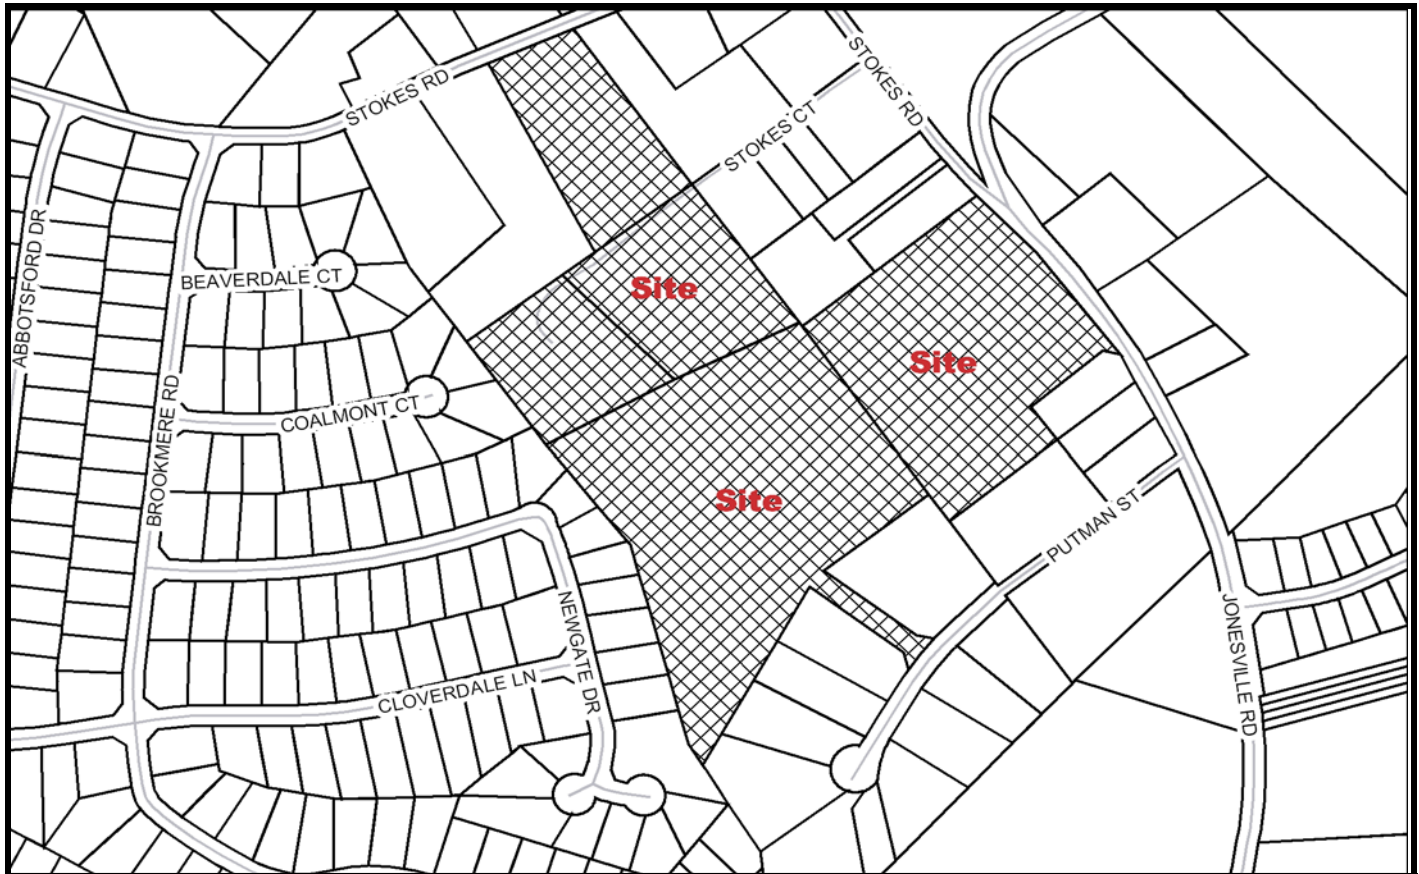 STOKES RD
STOKES RD
STOKES CT
ABBOTSFORD DR
BEAVERDALE CT
Site
Site
COALMONT CT
BROOKMERE RD
Site
PUTMAN ST
NEWGATE DR
JONESVILLE RD
CLOVERDALE LN